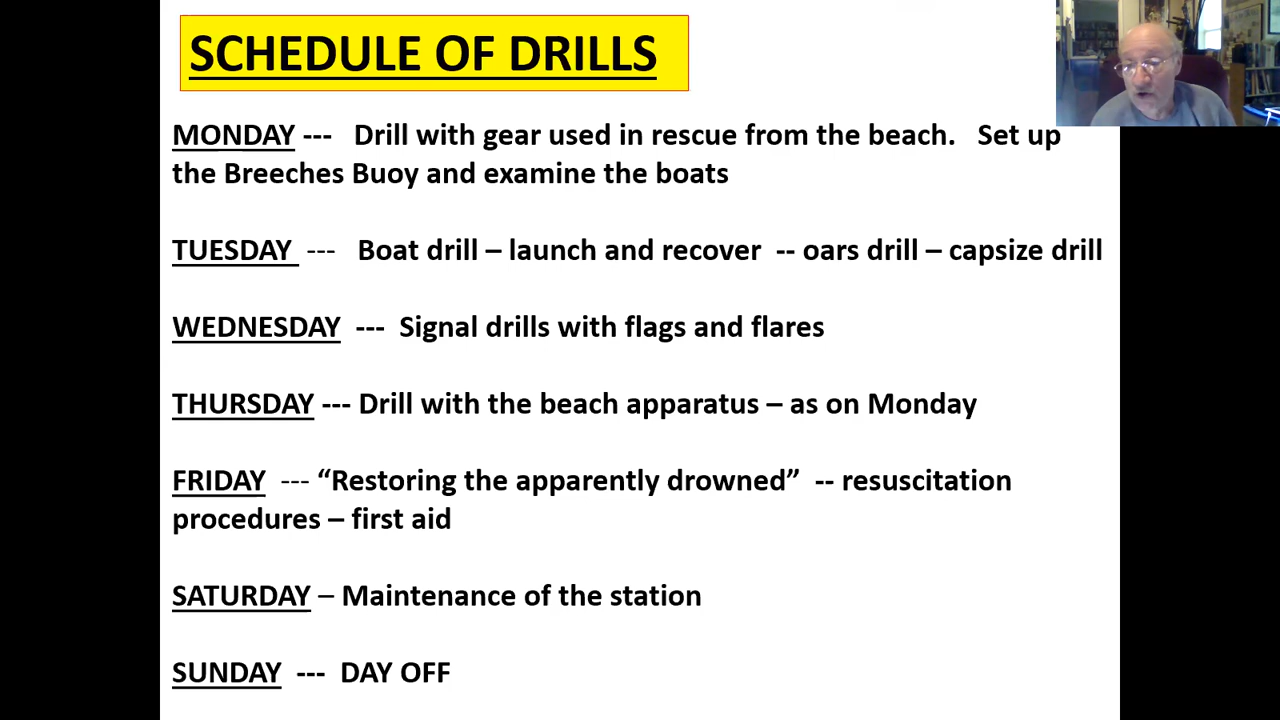 SCHEDULE OF DRILLS
MONDAY --- Drill with gear used in rescue from the beach. Set up
the Breeches Buoy and examine the boats
TUESDAY --- Boat drill – launch and recover -- oars drill – capsize drill
WEDNESDAY --- Signal drills with flags and flares
THURSDAY --- Drill with the beach apparatus – as on Monday
FRIDAY --- “Restoring the apparently drowned” -- resuscitation
procedures – first aid
SATURDAY – Maintenance of the station
SUNDAY --- DAY OFF